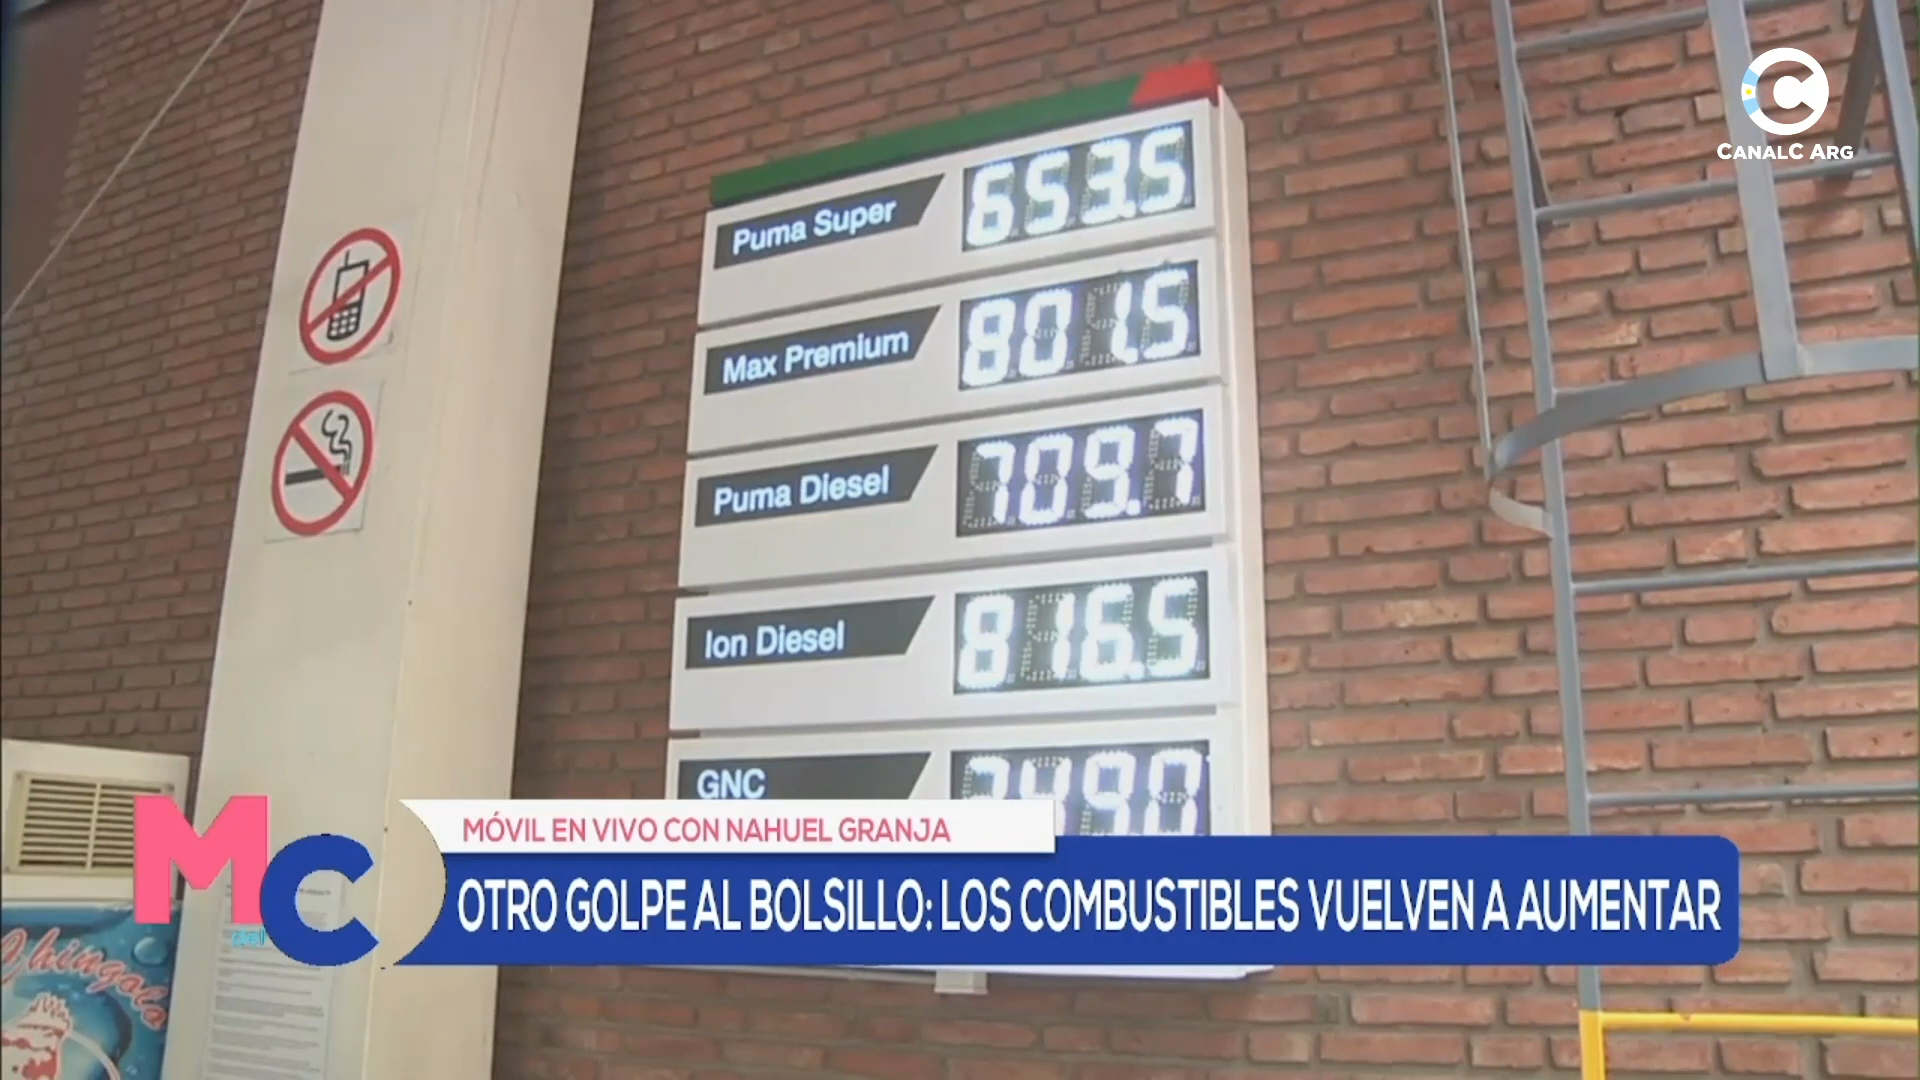 CANALC ARG
Puma Super 653.5
Max Premium 801.5
Puma Diesel 709.7
Ion Diesel 816.5
GNC
MÓVIL EN VIVO CON NAHUEL GRANJA
OTRO GOLPE AL BOLSILLO: LOS COMBUSTIBLES VUELVEN A AUMENTAR
MC